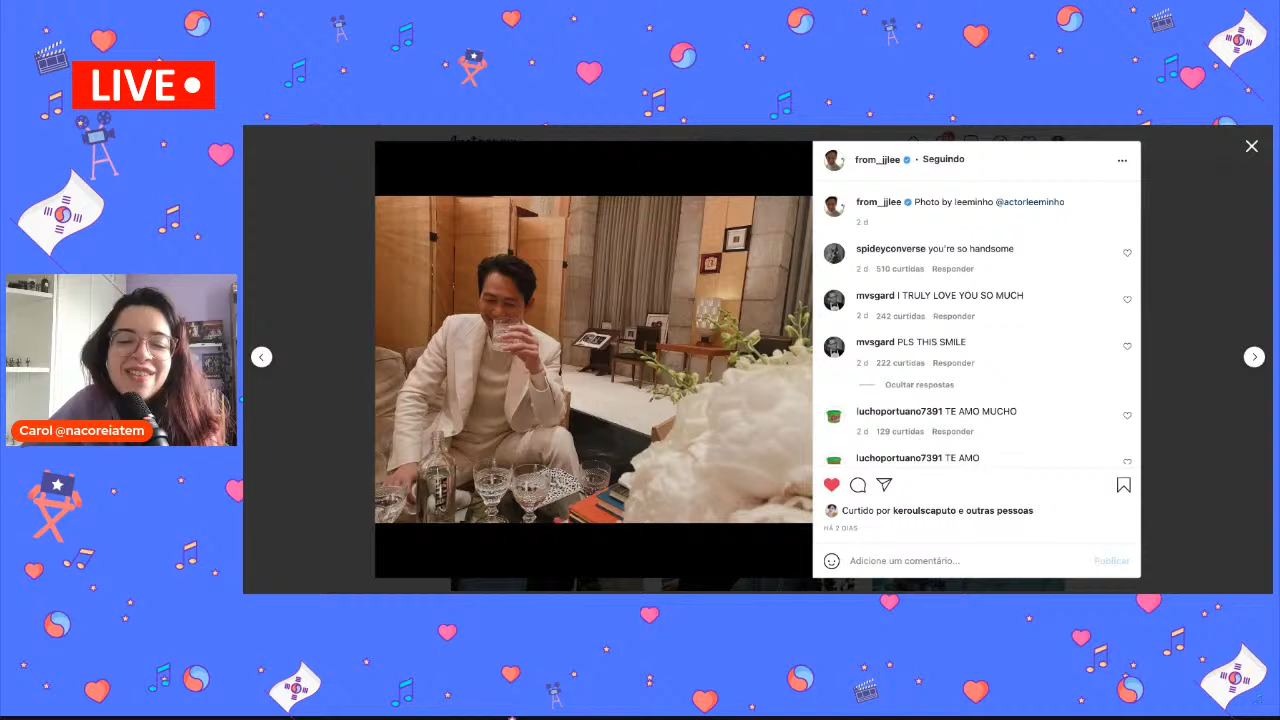 LIVE
from_jjlee • Seguindo
from_jjlee Photo by leeminho @actorleeminho
2 d
spideyconverse you're so handsome
2 d 510 curtidas Responder
mvsgard I TRULY LOVE YOU SO MUCH
2 d 242 curtidas Responder
mvsgard PLS THIS SMILE
2 d 222 curtidas Responder
Ocultar respostas
luchoportuano7391 TE AMO MUCHO
2 d 129 curtidas Responder
luchoportuano7391 TE AMO
Curtido por keroulscaputo e outras pessoas
HÁ 2 DIAS
Adicione um comentário...
Publicar
Carol @nacoreiatem